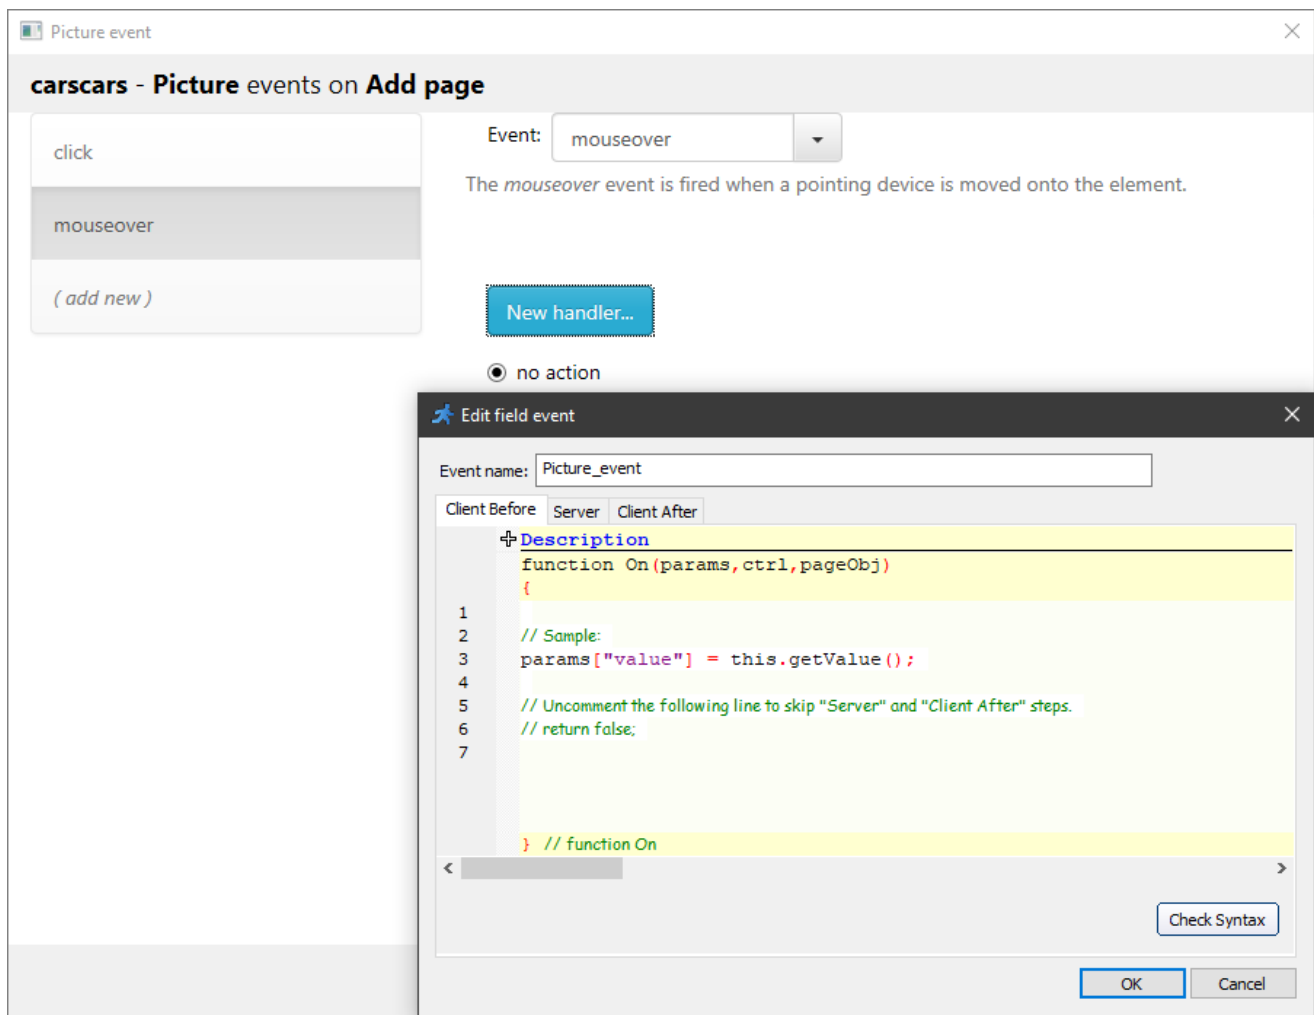 Picture event
carscars - Picture events on Add page
click
mouseover
( add new )
Event: mouseover
The mouseover event is fired when a pointing device is moved onto the element.
New handler...
no action
Edit field event
Event name: Picture_event
Client Before Server Client After
Description
function On(params,ctrl,pageObj)
{
1
2 // Sample:
3 params["value"] = this.getValue();
4
5 // Uncomment the following line to skip "Server" and "Client After" steps.
6 // return false;
7
} // function On
Check Syntax
OK Cancel